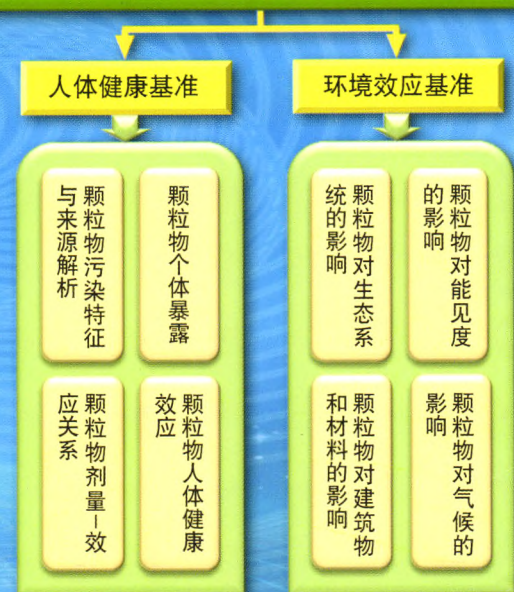 人体健康基准
环境效应基准
颗粒物污染特征
与来源解析
颗粒物个体暴露
颗粒物剂量-效
应关系
颗粒物人体健康
效应
颗粒物对生态系
统的影响
颗粒物对能见度
的影响
颗粒物对建筑物
和材料的影响
颗粒物对气候的
影响